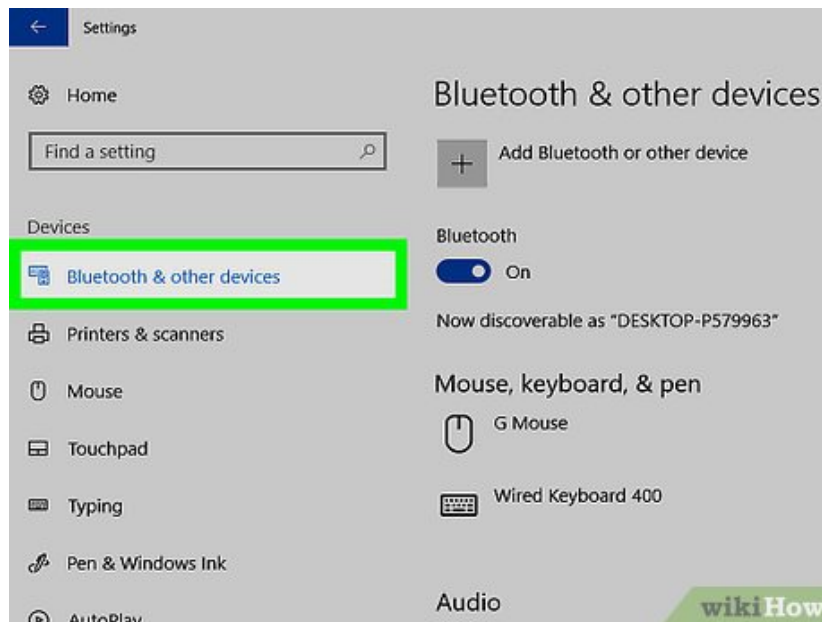 Settings
Home
Find a setting
Devices
Bluetooth & other devices
Printers & scanners
Mouse
Touchpad
Typing
Pen & Windows Ink
AutoPlay
Bluetooth & other devices
Add Bluetooth or other device
Bluetooth
On
Now discoverable as "DESKTOP-P579963"
Mouse, keyboard, & pen
G Mouse
Wired Keyboard 400
Audio
wikiHow